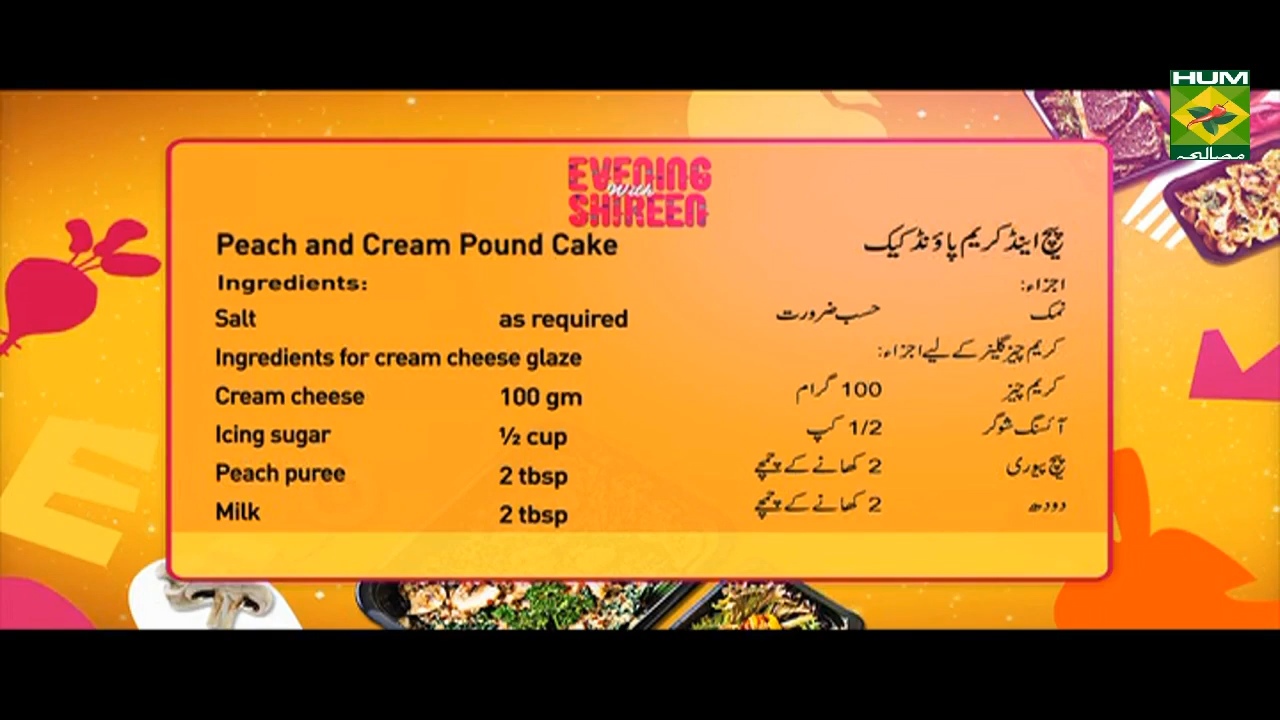 HUM
مصالحہ
EVENING
With
SHIREEN
Peach and Cream Pound Cake پیچ اینڈ کریم پاؤنڈ کیک
Ingredients: اجزاء:
Salt as required نمک حسب ضرورت
Ingredients for cream cheese glaze کریم چیز گلیز کے لیے اجزاء:
Cream cheese 100 gm کریم چیز 100 گرام
Icing sugar ½ cup آئسنگ شوگر 1/2 کپ
Peach puree 2 tbsp پیچ پیوری 2 کھانے کے چمچے
Milk 2 tbsp دودھ 2 کھانے کے چمچے